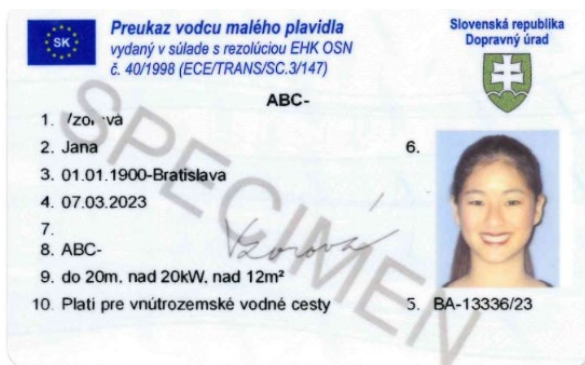 SK
Preukaz vodcu malého plavidla
vydaný v súlade s rezolúciou EHK OSN
č. 40/1998 (ECE/TRANS/SC.3/147)
Slovenská republika
Dopravný úrad
ABC-
1.
2. Jana
6.
3. 01.01.1900-Bratislava
4. 07.03.2023
7.
8. ABC-
Vzorová
9. do 20m, nad 20kW, nad 12m²
10. Platí pre vnútrozemské vodné cesty
5. BA-13336/23
SPECIMEN